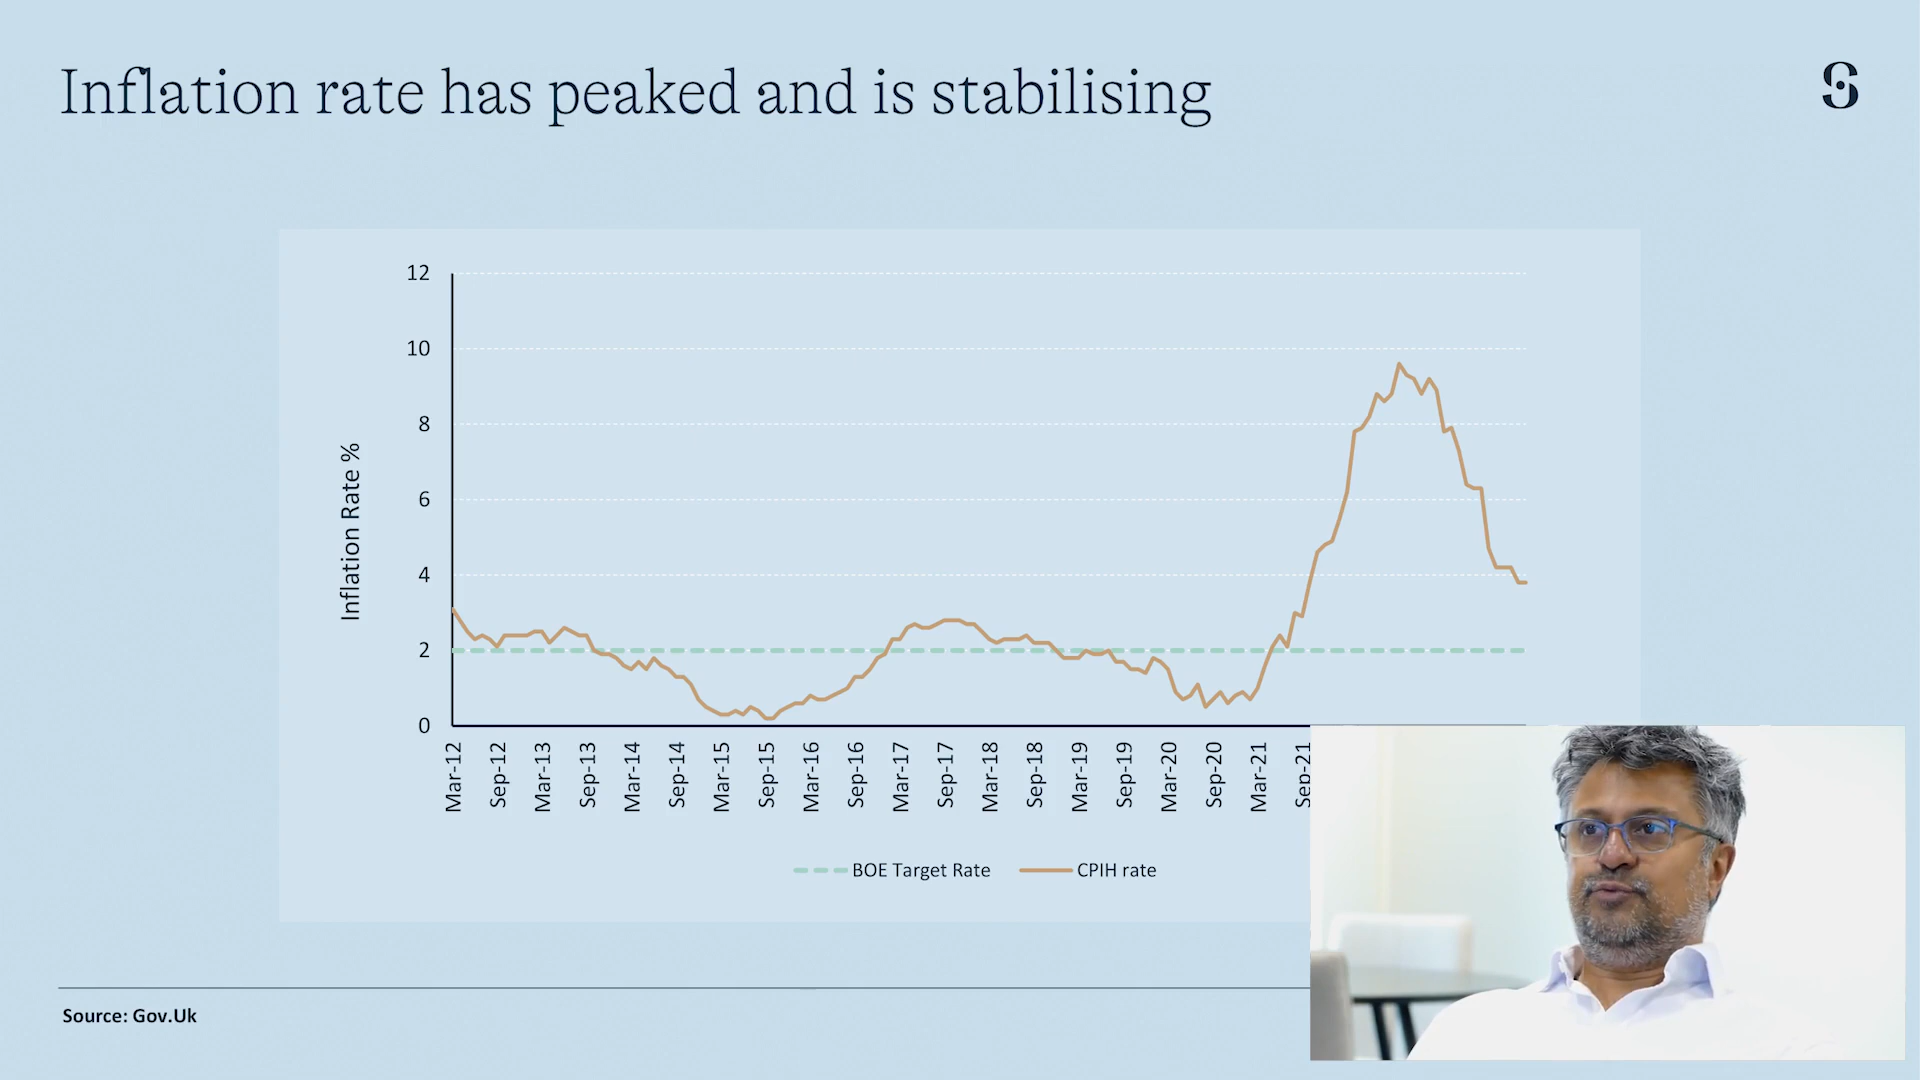 Inflation rate has peaked and is stabilising
Inflation Rate %
12
10
8
6
4
2
0
Mar-12
Sep-12
Mar-13
Sep-13
Mar-14
Sep-14
Mar-15
Sep-15
Mar-16
Sep-16
Mar-17
Sep-17
Mar-18
Sep-18
Mar-19
Sep-19
Mar-20
Sep-20
Mar-21
Sep-21
BOE Target Rate
CPIH rate
Source: Gov.Uk